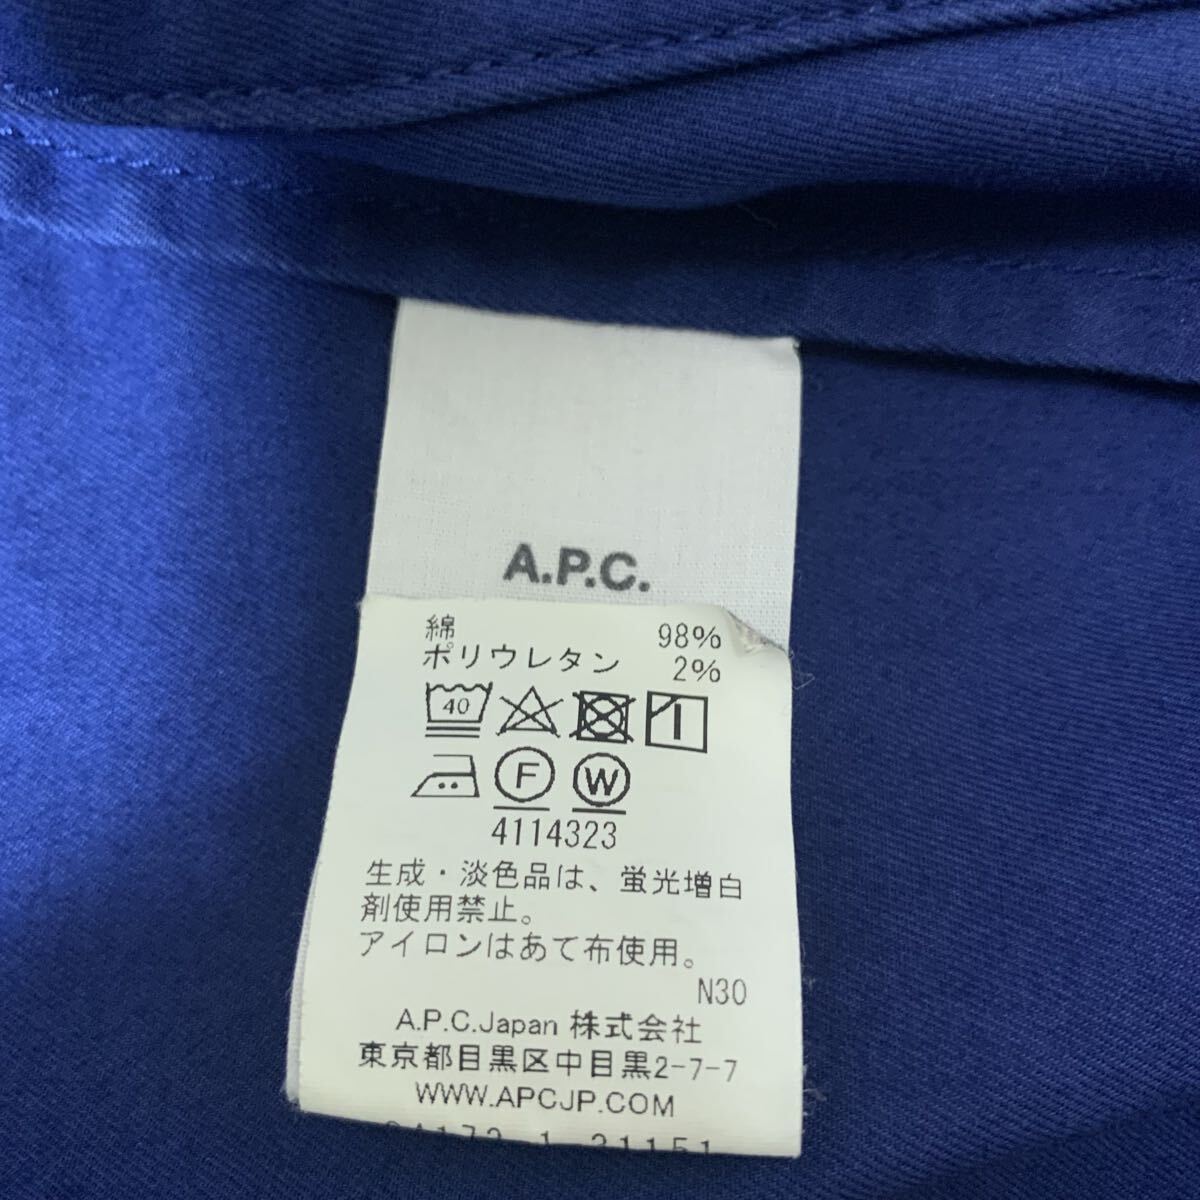 A.P.C.
綿 98%
ポリウレタン 2%
40
F W
4114323
生成・淡色品は、蛍光増白
剤使用禁止。
アイロンはあて布使用。
N30
A.P.C.Japan 株式会社
東京都目黒区中目黒2-7-7
WWW.APCJP.COM